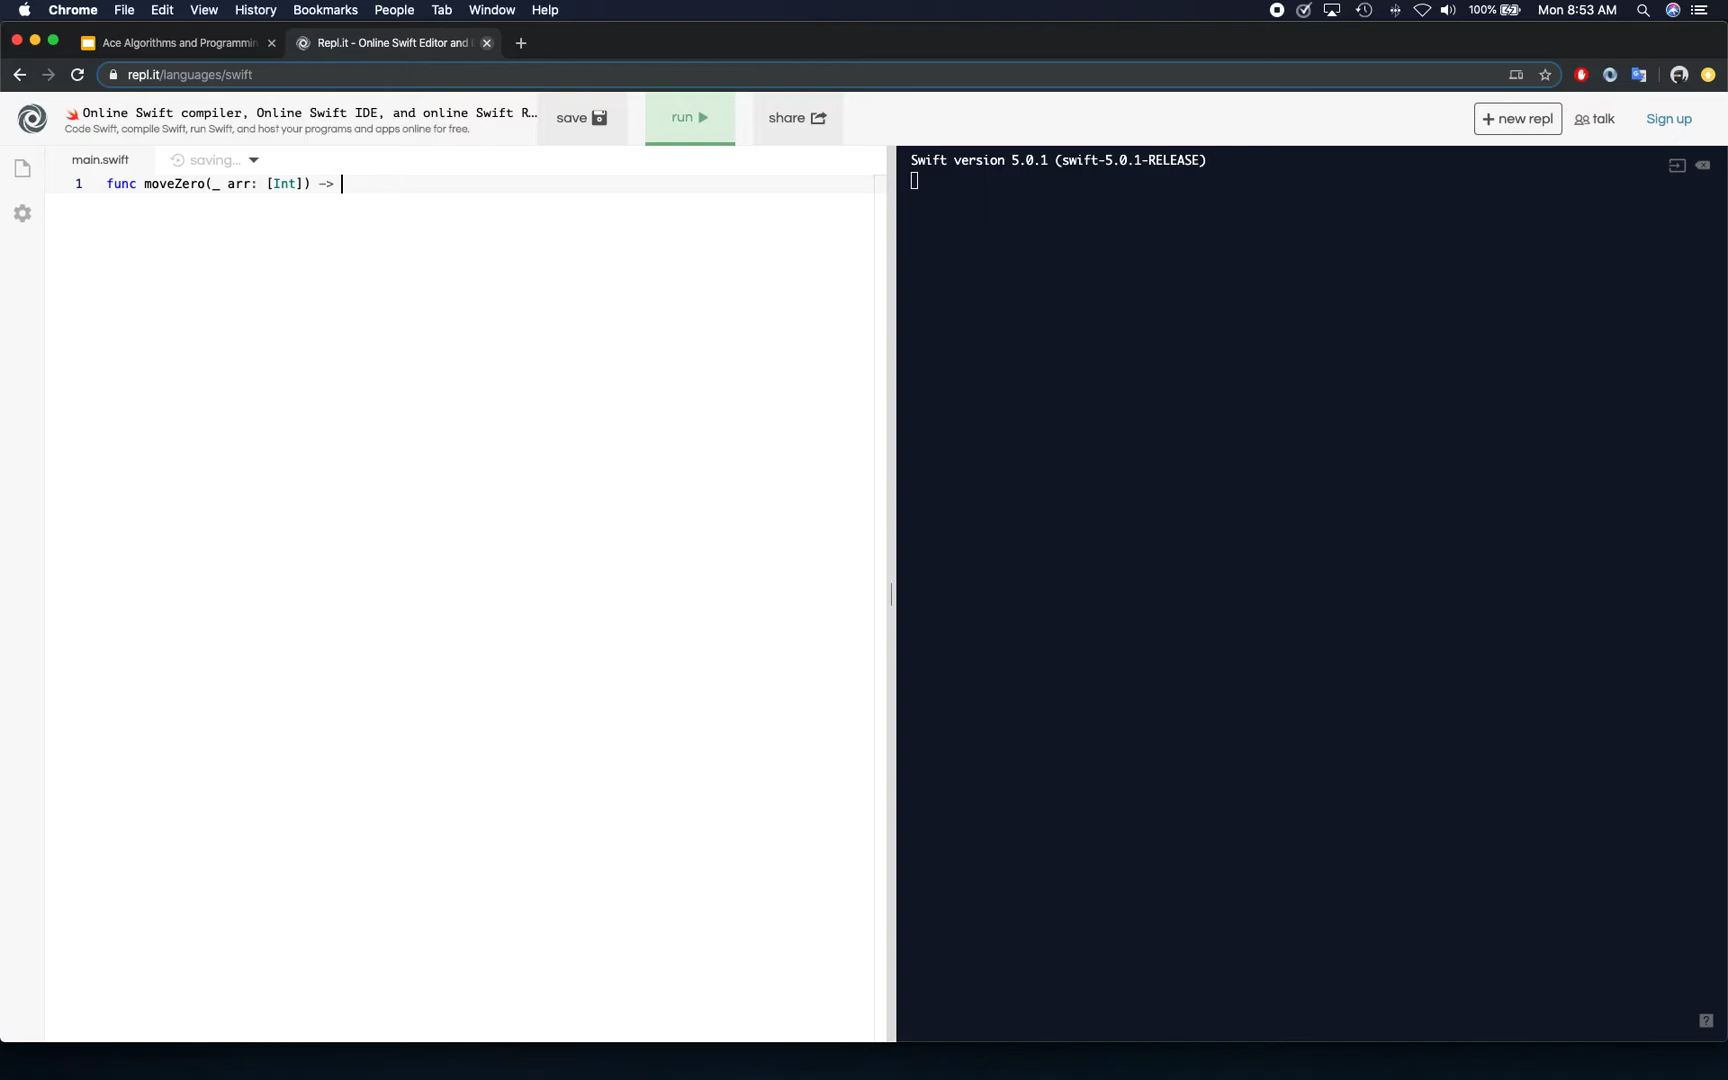 Chrome File Edit View History Bookmarks People Tab Window Help 100% Mon 8:53 AM
Ace Algorithms and Programmin Repl.it - Online Swift Editor and I
repl.it/languages/swift
Online Swift compiler, Online Swift IDE, and online Swift R...
Code Swift, compile Swift, run Swift, and host your programs and apps online for free.
save run share + new repl talk Sign up
main.swift saving...
Swift version 5.0.1 (swift-5.0.1-RELEASE)
1 func moveZero(_ arr: [Int]) ->
?